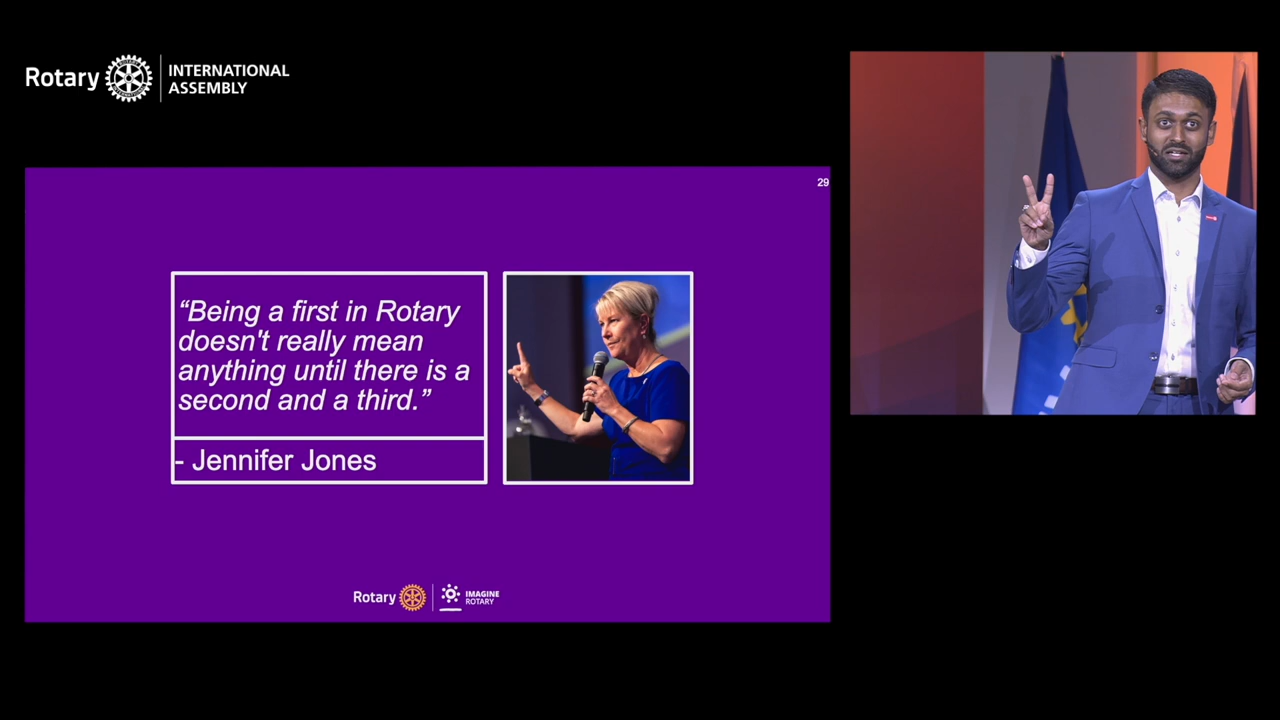 Rotary
INTERNATIONAL
ASSEMBLY
29
“Being a first in Rotary
doesn't really mean
anything until there is a
second and a third.”
- Jennifer Jones
Rotary
IMAGINE
ROTARY